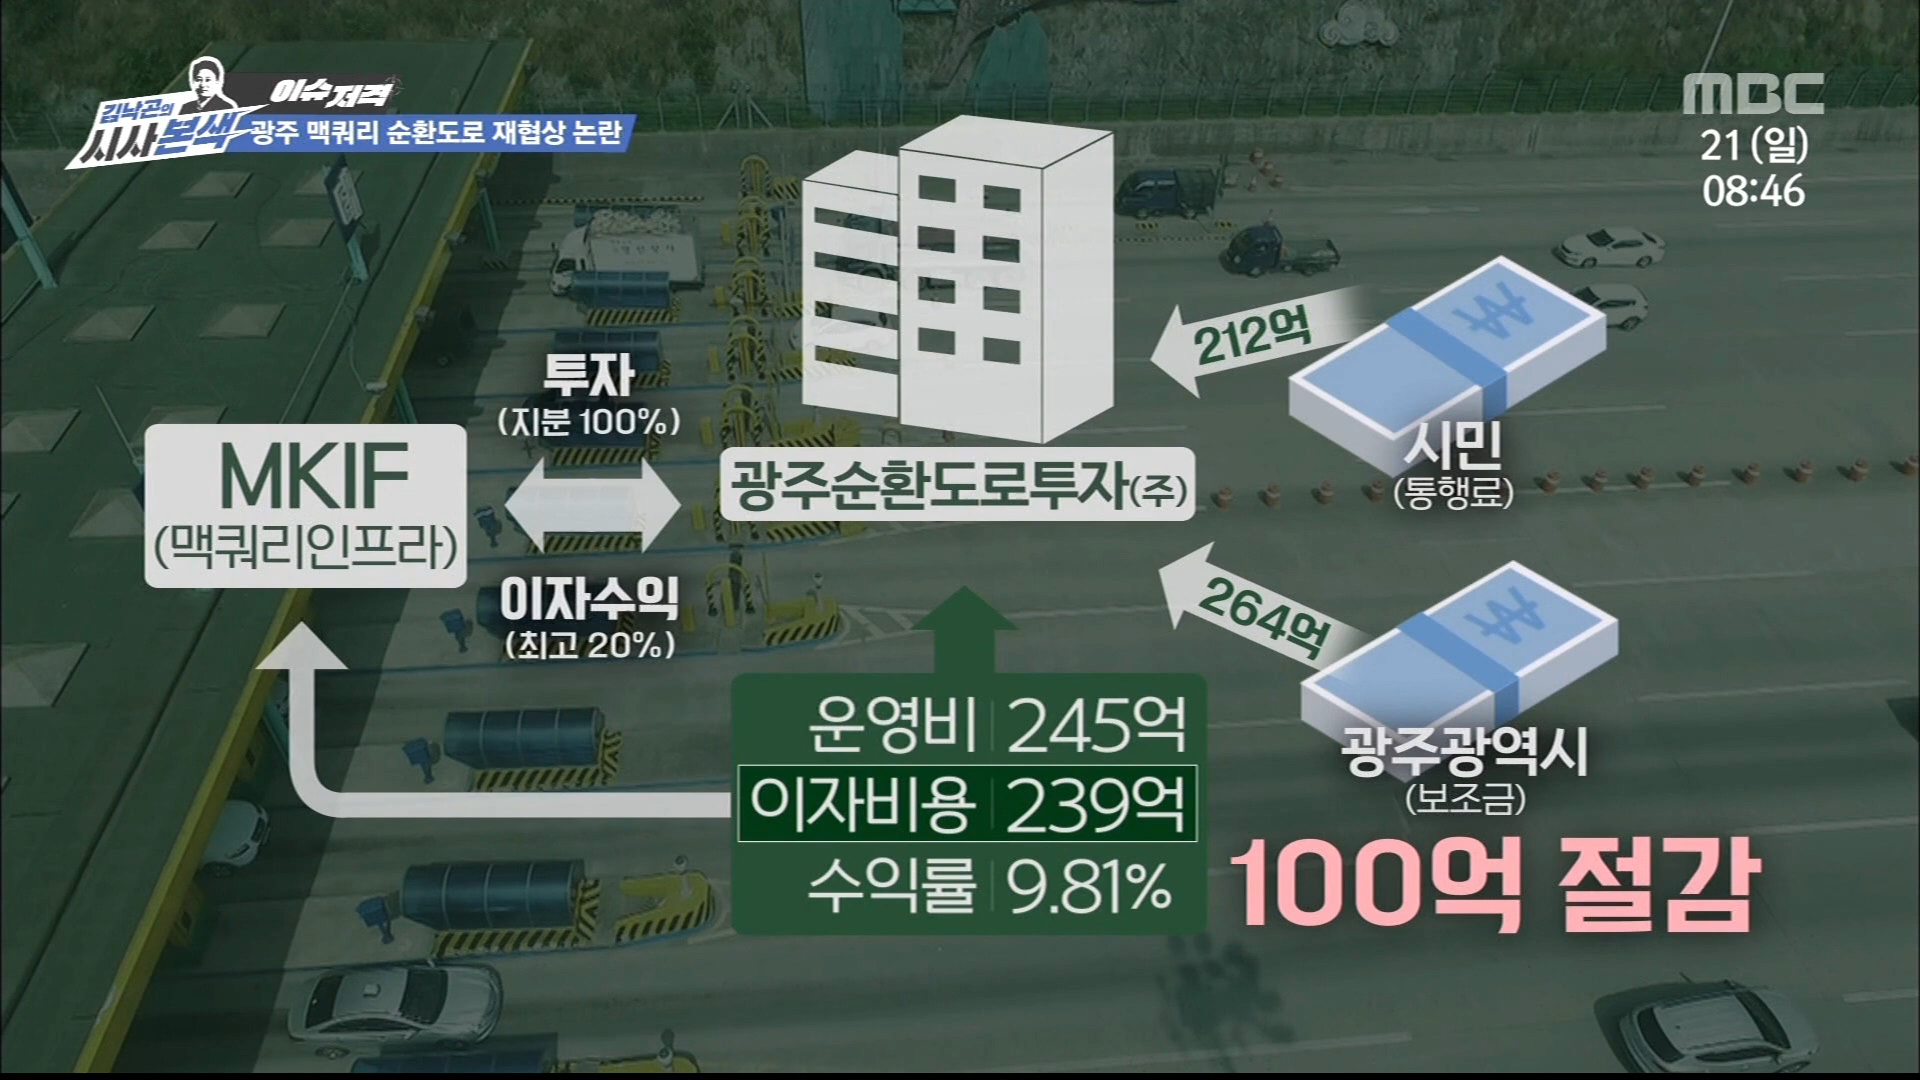 김낙곤의
시사본색
이슈저격
광주 맥쿼리 순환도로 재협상 논란
MBC
21(일)
08:46
투자
(지분 100%)
MKIF
(맥쿼리인프라)
이자수익
(최고 20%)
광주순환도로투자(주)
212억
시민
(통행료)
264억
광주광역시
(보조금)
운영비 245억
이자비용 239억
수익률 9.81%
100억 절감